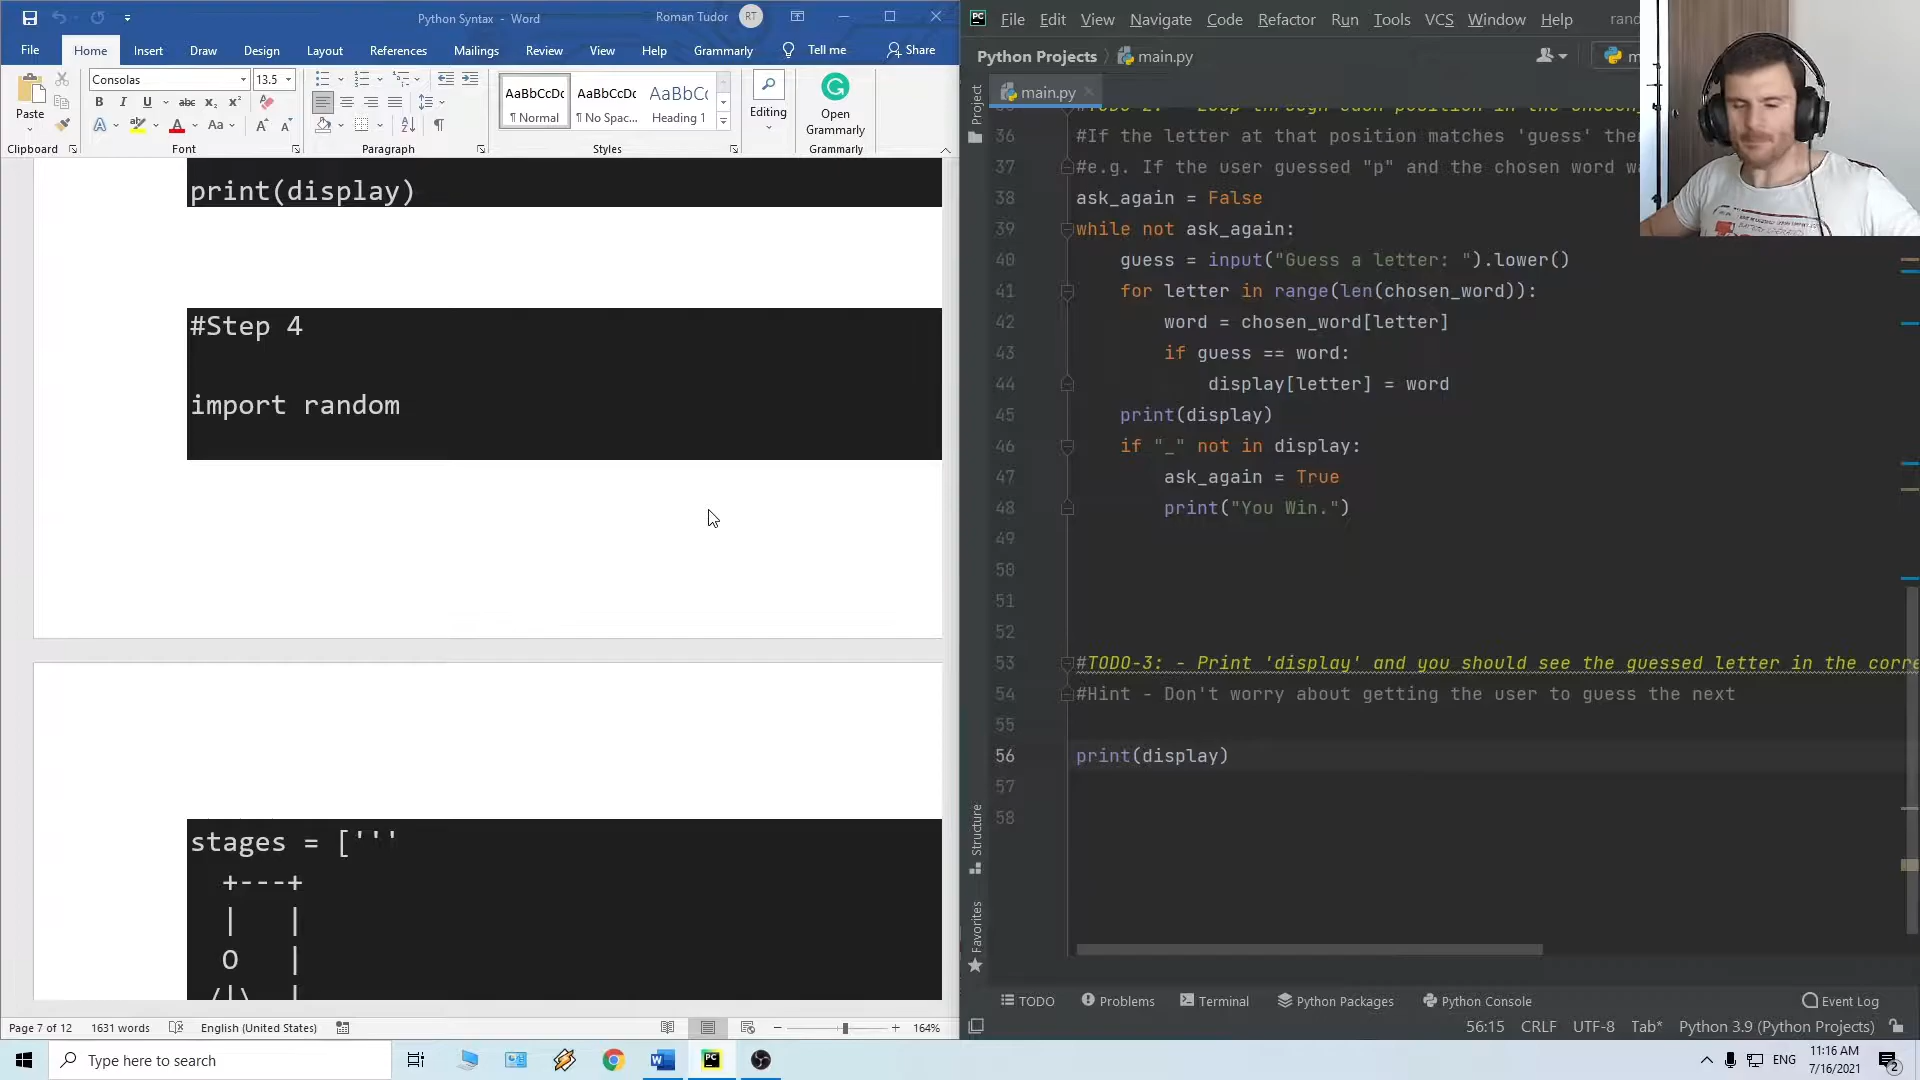 Python Syntax - Word
Roman Tudor
RT
File Home Insert Draw Design Layout References Mailings Review View Help Grammarly Tell me Share
Paste
Consolas 13.5
B I U abc x₂ x²
A A Aa A A
AaBbCcDc AaBbCcDc AaBbCc
¶ Normal ¶ No Spac... Heading 1
Editing
Open
Grammarly
Clipboard Font Paragraph Styles Grammarly
print(display)
#Step 4
import random
stages = ['''
+---+
|   |
O   |
/|\  |
Page 7 of 12 1631 words English (United States) 164%
PC File Edit View Navigate Code Refactor Run Tools VCS Window Help
Python Projects main.py
main.py
Project
36 #If the letter at that position matches 'guess'
37 #e.g. If the user guessed "p" and the chosen word
38 ask_again = False
39 while not ask_again:
40 guess = input("Guess a letter: ").lower()
41 for letter in range(len(chosen_word)):
42 word = chosen_word[letter]
43 if guess == word:
44 display[letter] = word
45 print(display)
46 if "_" not in display:
47 ask_again = True
48 print("You Win.")
49
50
51
52
53 #TODO-3: - Print 'display' and you should see the guessed letter in the corre
54 #Hint - Don't worry about getting the user to guess the next
55
56 print(display)
57
58
Structure
Favorites
TODO Problems Terminal Python Packages Python Console Event Log
56:15 CRLF UTF-8 Tab* Python 3.9 (Python Projects)
Type here to search
ENG
11:16 AM
7/16/2021
2